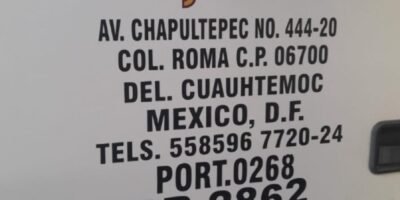 AV. CHAPULTEPEC NO. 444-20
COL. ROMA C.P. 06700
DEL. CUAUHTEMOC
MEXICO, D.F.
TELS. 558596 7720-24
PORT.0268